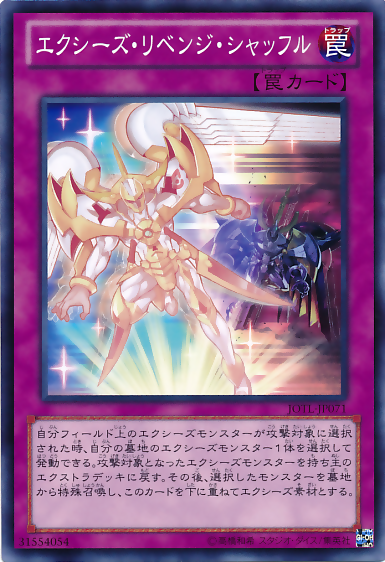 エクシーズ・リベンジ・シャッフル
トラップ
罠
【罠カード】
JOTL-JP071
自分フィールド上のエクシーズモンスターが攻撃対象に選択
された時、自分の墓地のエクシーズモンスター1体を選択して
発動できる。攻撃対象となったエクシーズモンスターを持ち主の
エクストラデッキに戻す。その後、選択したモンスターを墓地
から特殊召喚し、このカードを下に重ねてエクシーズ素材とする。
31554054
©高橋和希 スタジオ・ダイス/集英社